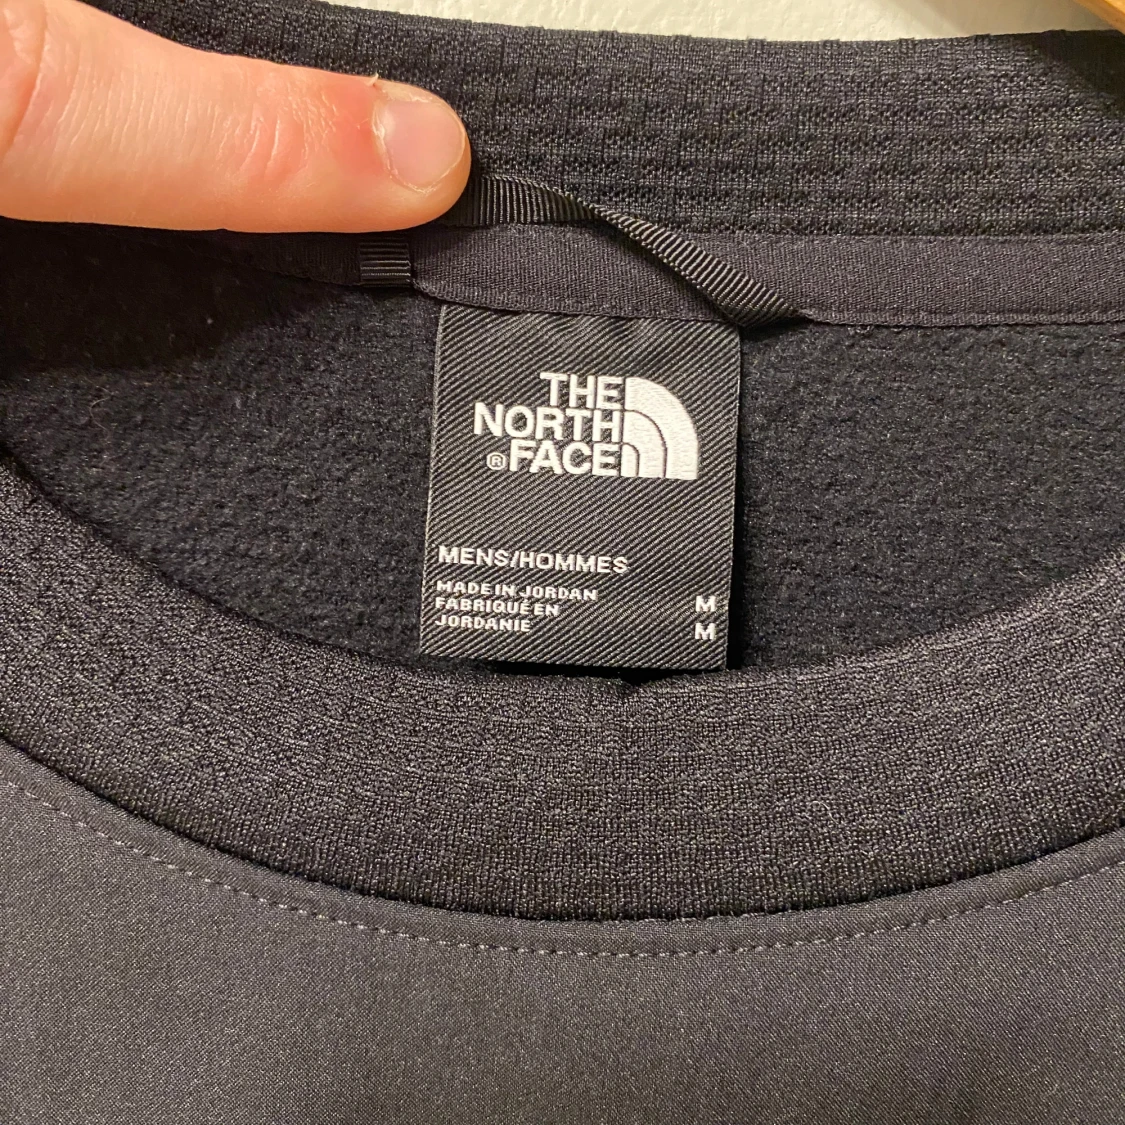 THE
NORTH
®FACE
MENS/HOMMES
MADE IN JORDAN
FABRIQUÉ EN
JORDANIE
M
M